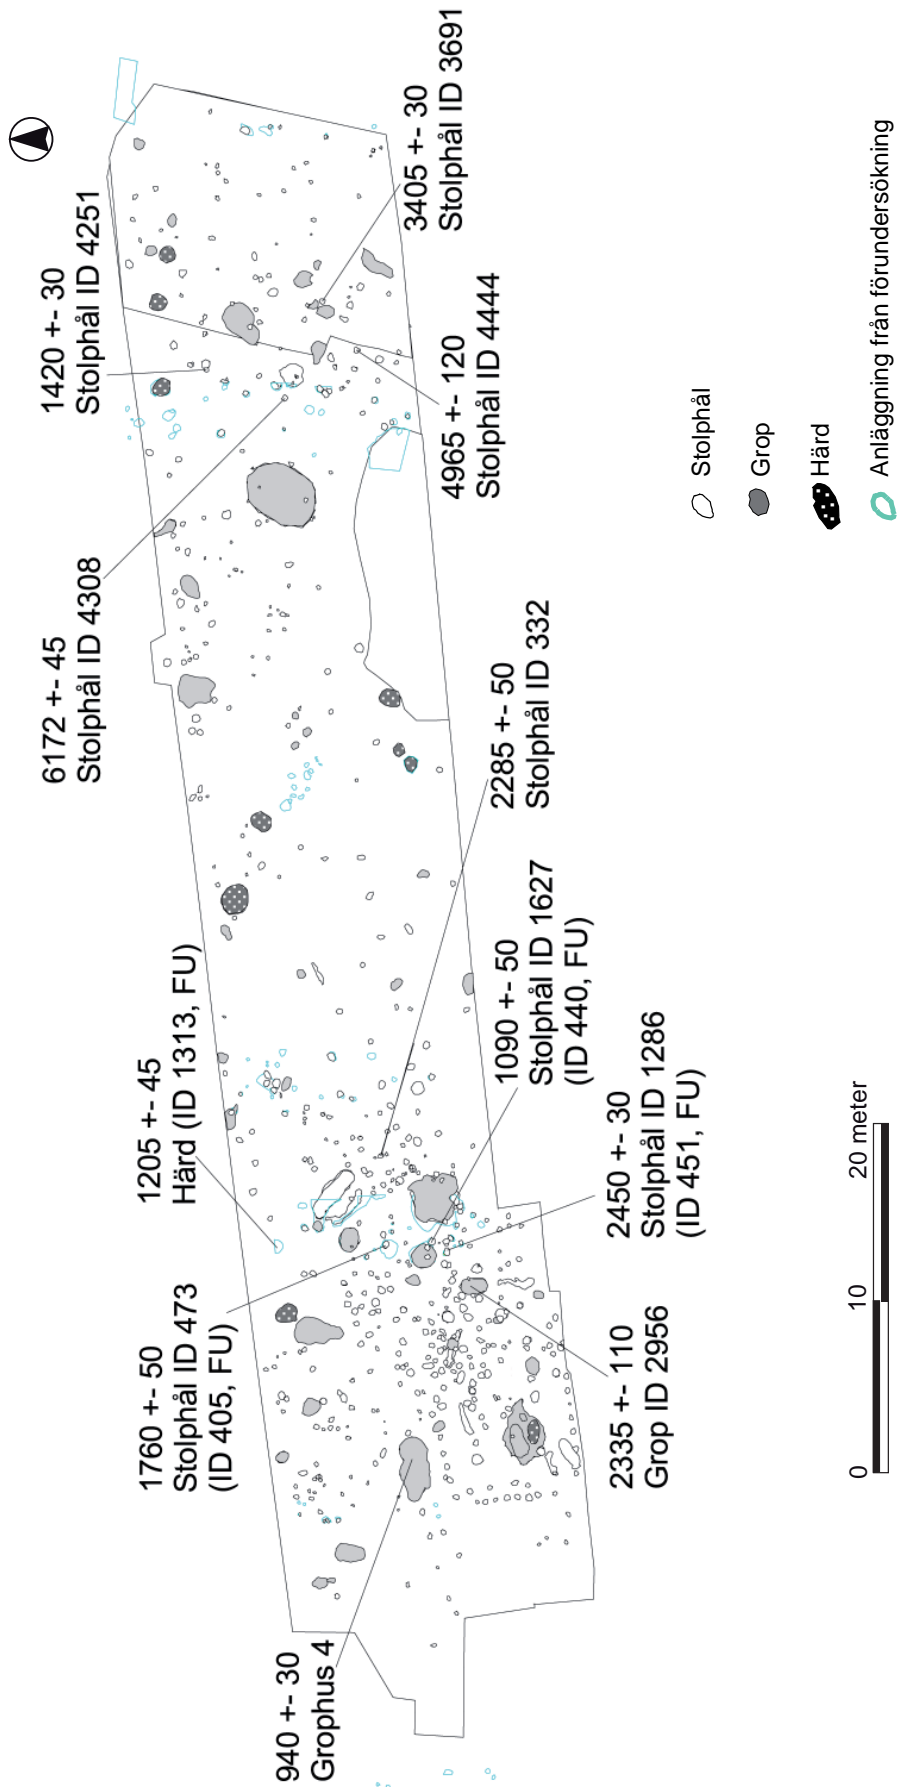 940 +- 30
Grophus 4
1760 +- 50
Stolphål ID 473
(ID 405, FU)
1205 +- 45
Härd (ID 1313, FU)
6172 +- 45
Stolphål ID 4308
1420 +- 30
Stolphål ID 4251
2335 +- 110
Grop ID 2956
2450 +- 30
Stolphål ID 1286
(ID 451, FU)
1090 +- 50
Stolphål ID 1627
(ID 440, FU)
2285 +- 50
Stolphål ID 332
4965 +- 120
Stolphål ID 4444
3405 +- 30
Stolphål ID 3691
Stolphål
Grop
Härd
Anläggning från förundersökning
0
10
20 meter